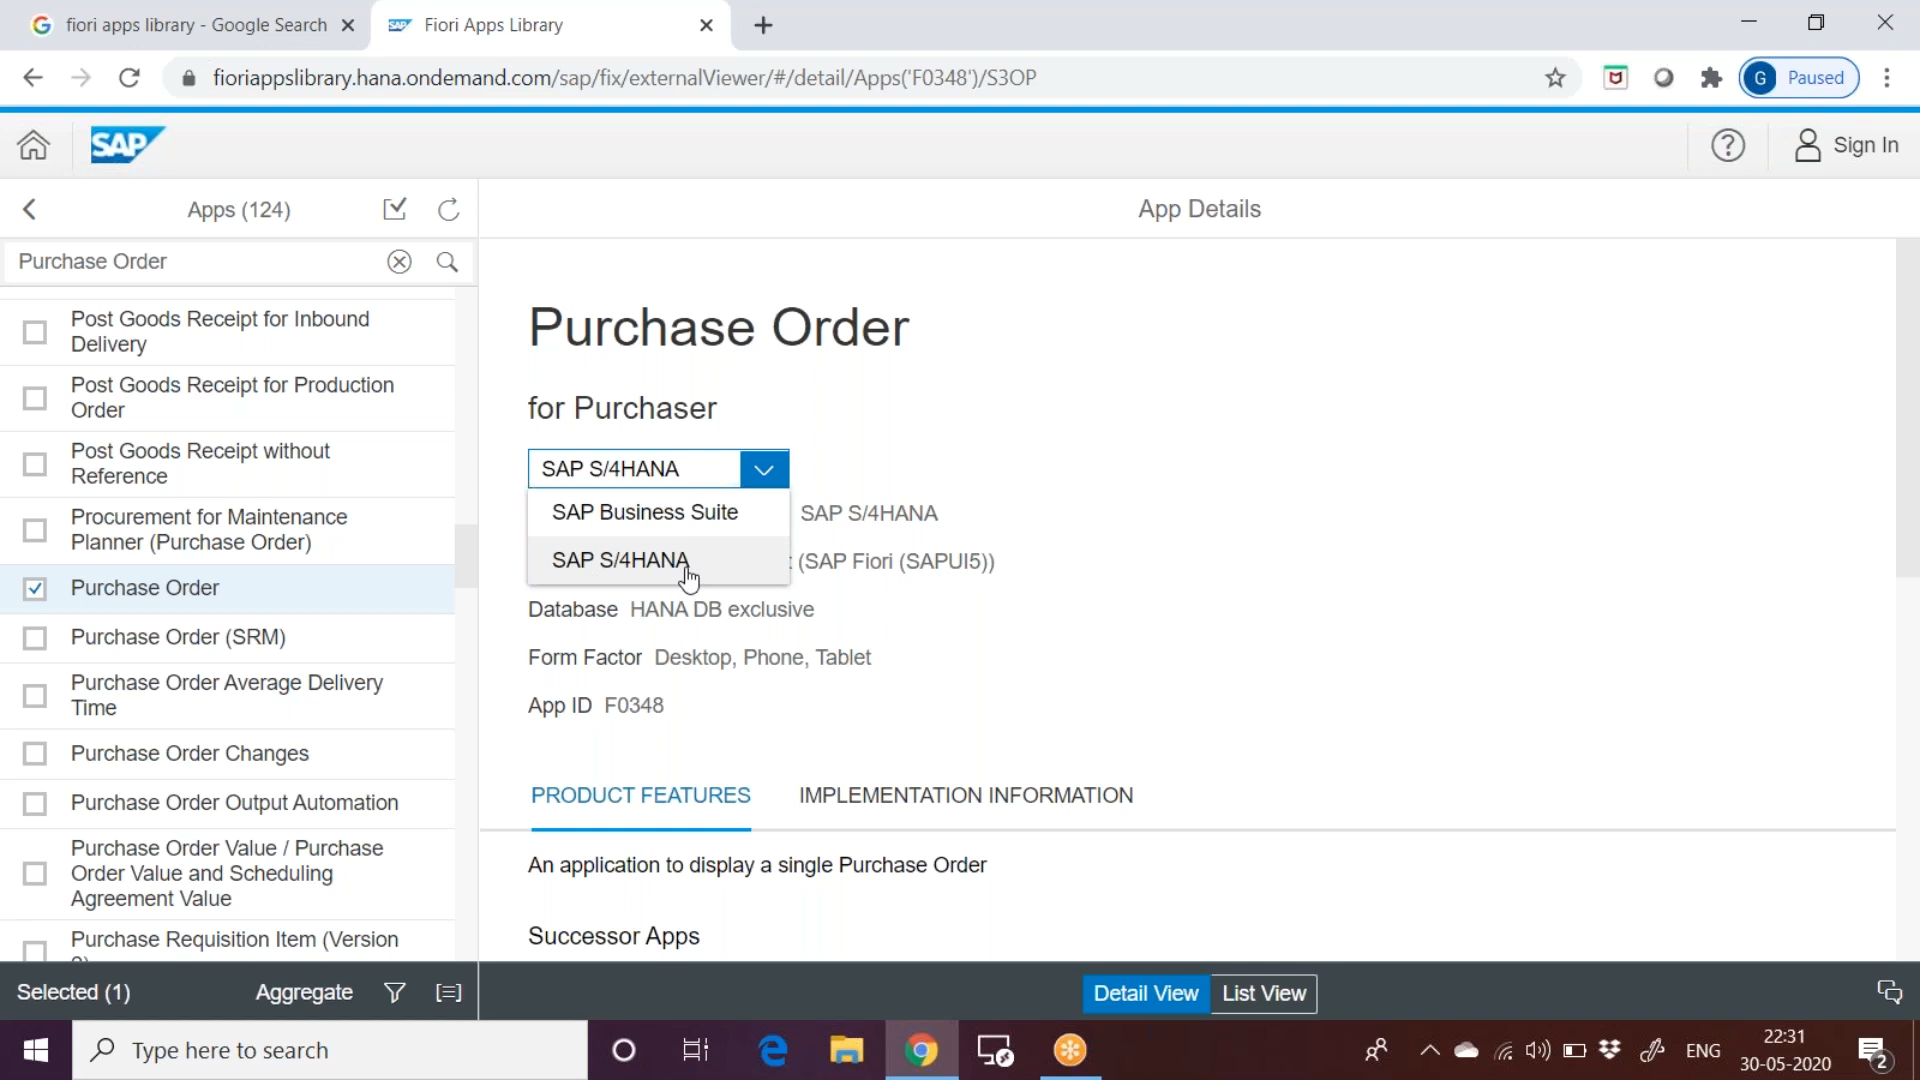 fiori apps library - Google Search
SAP Fiori Apps Library
fioriappslibrary.hana.ondemand.com/sap/fix/externalViewer/#/detail/Apps('F0348')/S3OP
G Paused
SAP
Sign In
Apps (124)
App Details
Purchase Order
Post Goods Receipt for Inbound
Delivery
Post Goods Receipt for Production
Order
Post Goods Receipt without
Reference
Procurement for Maintenance
Planner (Purchase Order)
Purchase Order
Purchase Order (SRM)
Purchase Order Average Delivery
Time
Purchase Order Changes
Purchase Order Output Automation
Purchase Order Value / Purchase
Order Value and Scheduling
Agreement Value
Purchase Requisition Item (Version
Selected (1)
Aggregate
Purchase Order
for Purchaser
SAP S/4HANA
SAP Business Suite
SAP S/4HANA
SAP S/4HANA
(SAP Fiori (SAPUI5))
Database HANA DB exclusive
Form Factor Desktop, Phone, Tablet
App ID F0348
PRODUCT FEATURES
IMPLEMENTATION INFORMATION
An application to display a single Purchase Order
Successor Apps
Detail View
List View
Type here to search
ENG
22:31
30-05-2020
2